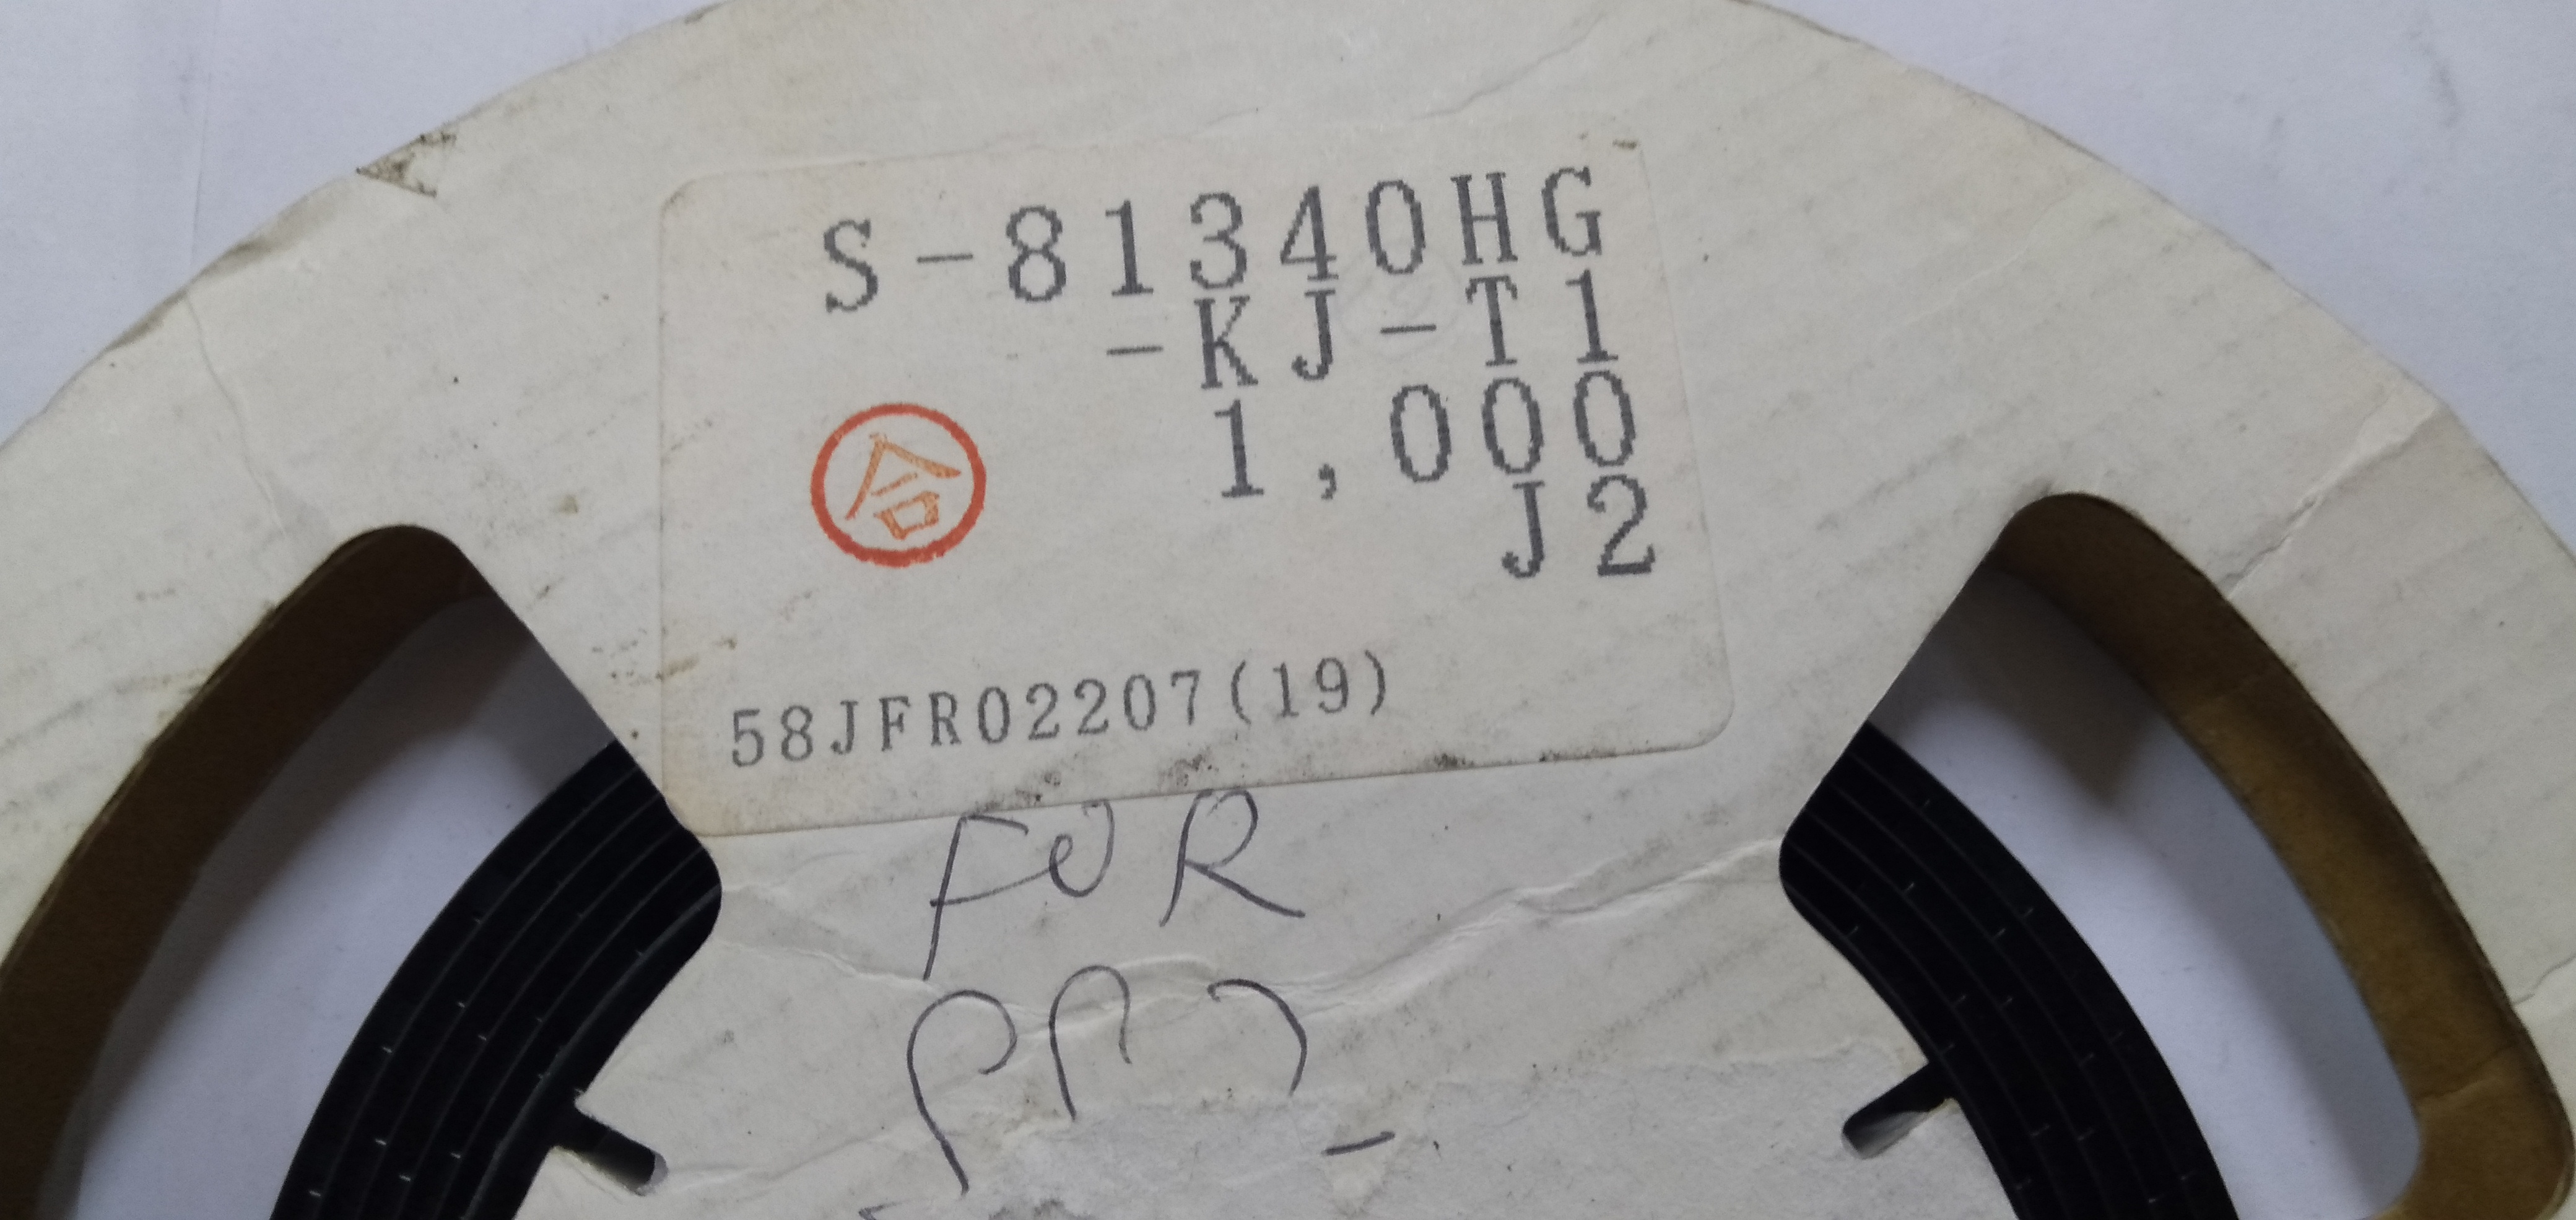 S-81340HG
-KJ-T1
1,000
合
J2
58JFR02207(19)
FOR